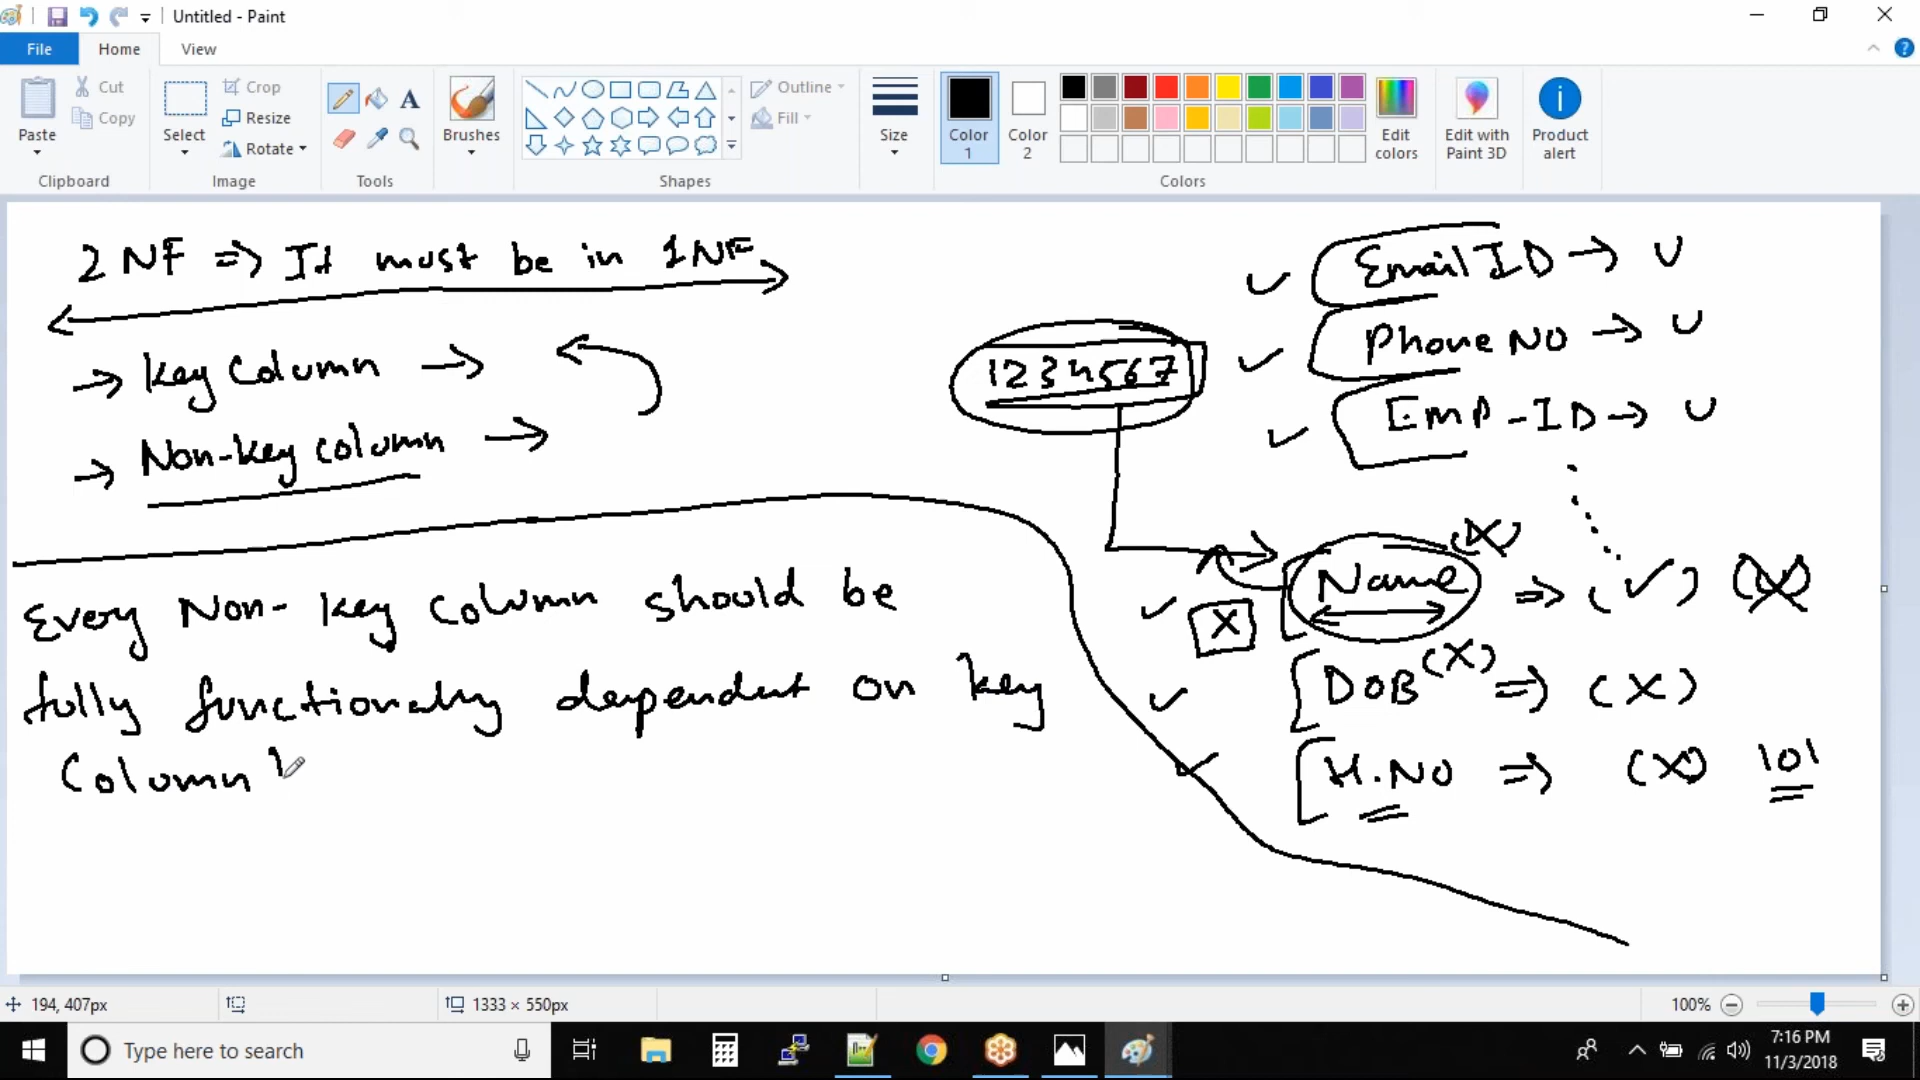 Untitled - Paint
File Home View
Paste
Cut
Copy
Clipboard
Select
Crop
Resize
Rotate
Image
Tools
Brushes
Shapes
Outline
Fill
Size
Color 1
Color 2
Colors
Edit colors
Edit with Paint 3D
Product alert
2 NF => It must be in 1NF
→ Key Column →
→ Non-Key Column →
Every Non-Key Column should be
fully functionaly dependent on key
Column
1234567
✓ Email ID → U
✓ Phone NO → U
✓ EMP-ID → U
✓ X Name (X) => (✓) (X)
✓ DOB (X) => (X)
✓ H.NO => (X) 101
194, 407px
1333 × 550px
100%
Type here to search
7:16 PM
11/3/2018